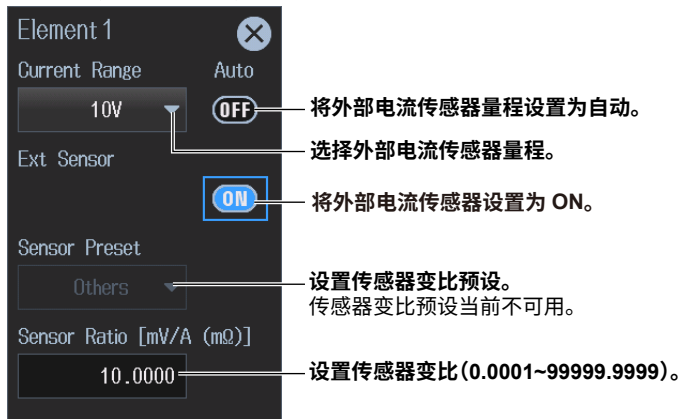 Element 1
Current Range
Auto
10V
OFF
将外部电流传感器量程设置为自动。
选择外部电流传感器量程。
Ext Sensor
ON
将外部电流传感器设置为 ON。
Sensor Preset
Others
设置传感器变比预设。
传感器变比预设当前不可用。
Sensor Ratio [mV/A (mΩ)]
10.0000
设置传感器变比(0.0001~99999.9999)。